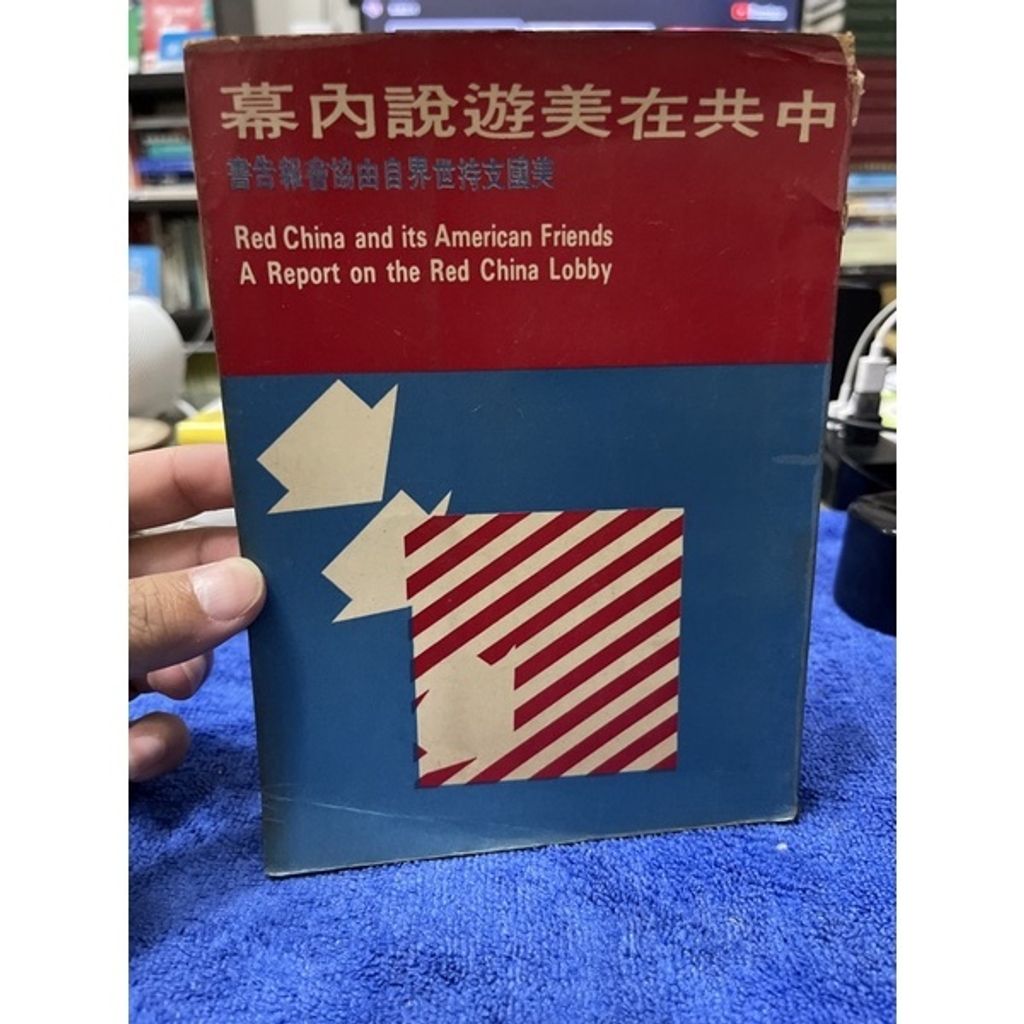 中共在美遊說內幕
美國支持世界自由協會報告書
Red China and its American Friends
A Report on the Red China Lobby